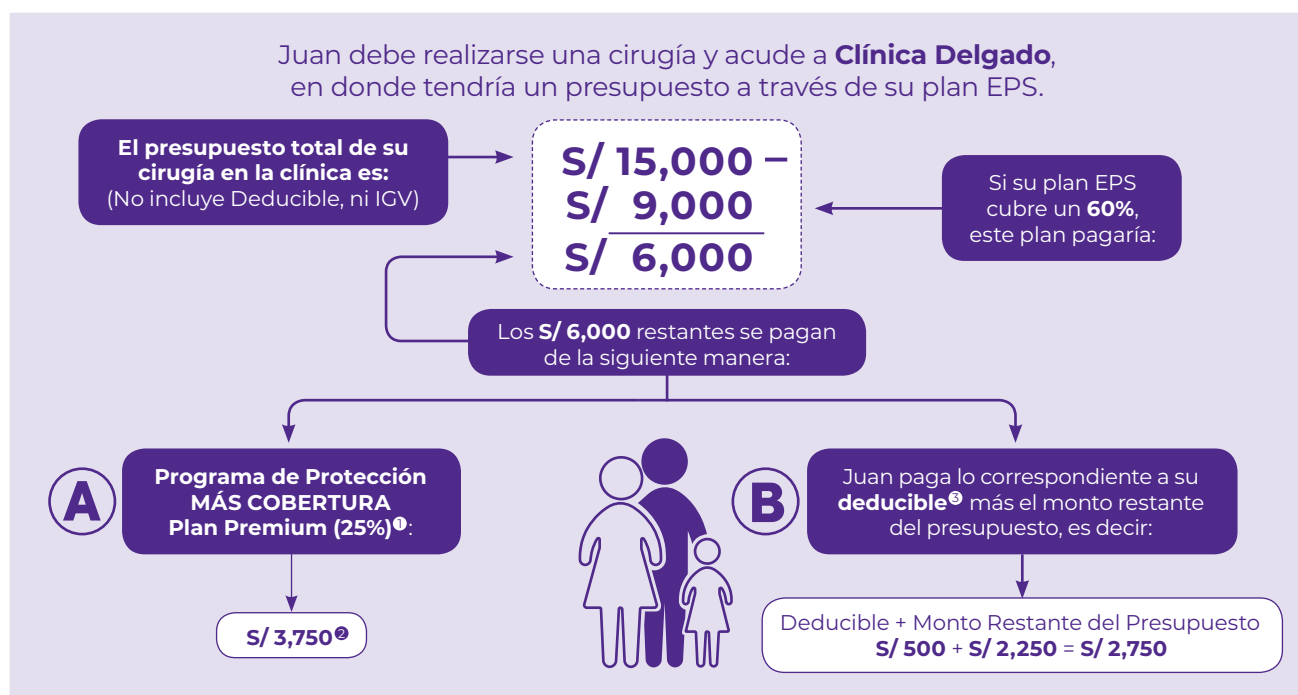 Juan debe realizarse una cirugía y acude a Clínica Delgado,
en donde tendría un presupuesto a través de su plan EPS.
El presupuesto total de su
cirugía en la clínica es:
(No incluye Deducible, ni IGV)
S/ 15,000 –
S/ 9,000
S/ 6,000
Si su plan EPS
cubre un 60%,
este plan pagaría:
Los S/ 6,000 restantes se pagan
de la siguiente manera:
A
Programa de Protección
MÁS COBERTURA
Plan Premium (25%)❶:
S/ 3,750❷
B
Juan paga lo correspondiente a su
deducible❸ más el monto restante
del presupuesto, es decir:
Deducible + Monto Restante del Presupuesto
S/ 500 + S/ 2,250 = S/ 2,750